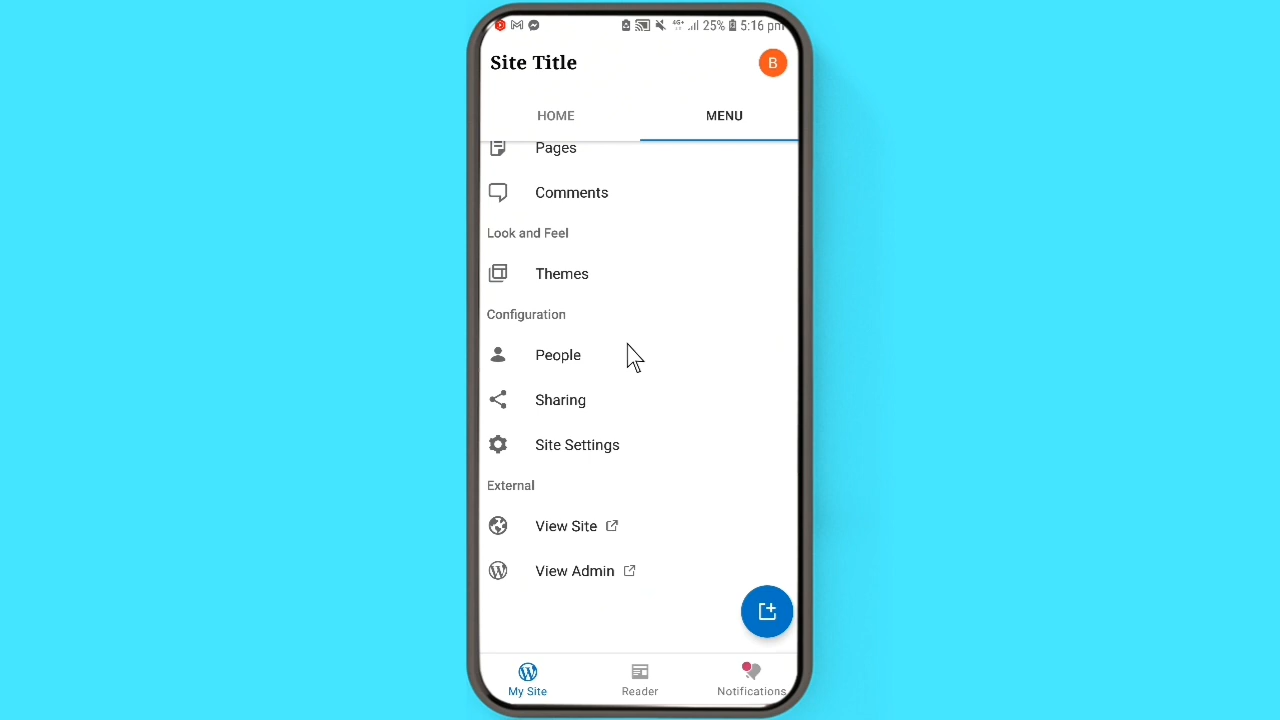 4G+ 25% 5:16 pm
Site Title B
HOME MENU
Pages
Comments
Look and Feel
Themes
Configuration
People
Sharing
Site Settings
External
View Site
View Admin
My Site Reader Notifications